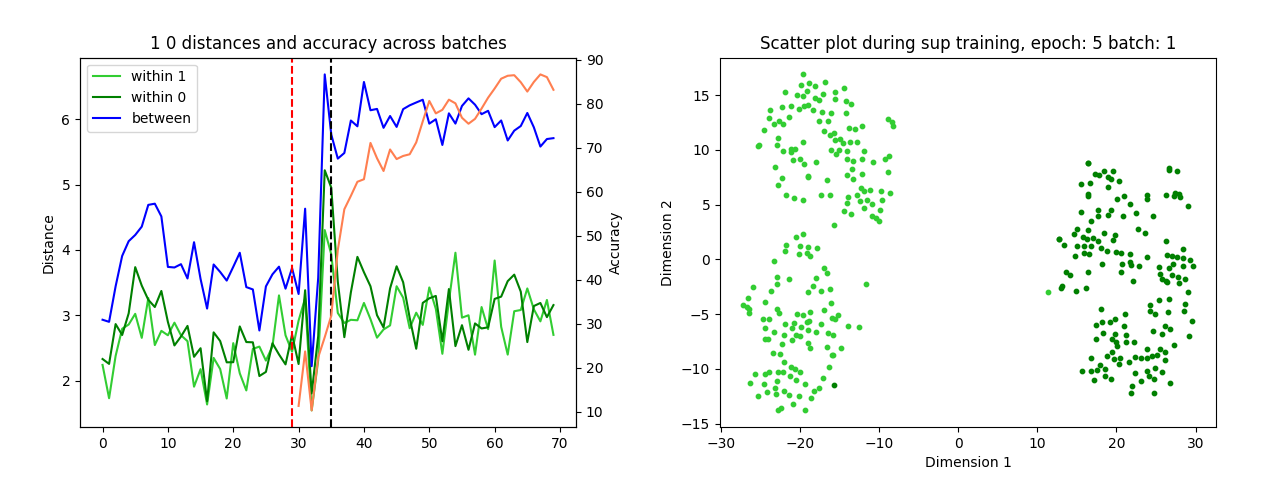 1 0 distances and accuracy across batches
within 1
within 0
between
Distance
6
5
4
3
2
0 10 20 30 40 50 60 70
90
80
70
60
50
40
30
20
10
Accuracy
Scatter plot during sup training, epoch: 5 batch: 1
Dimension 2
15
10
5
0
−5
−10
−15
−30 −20 −10 0 10 20 30
Dimension 1